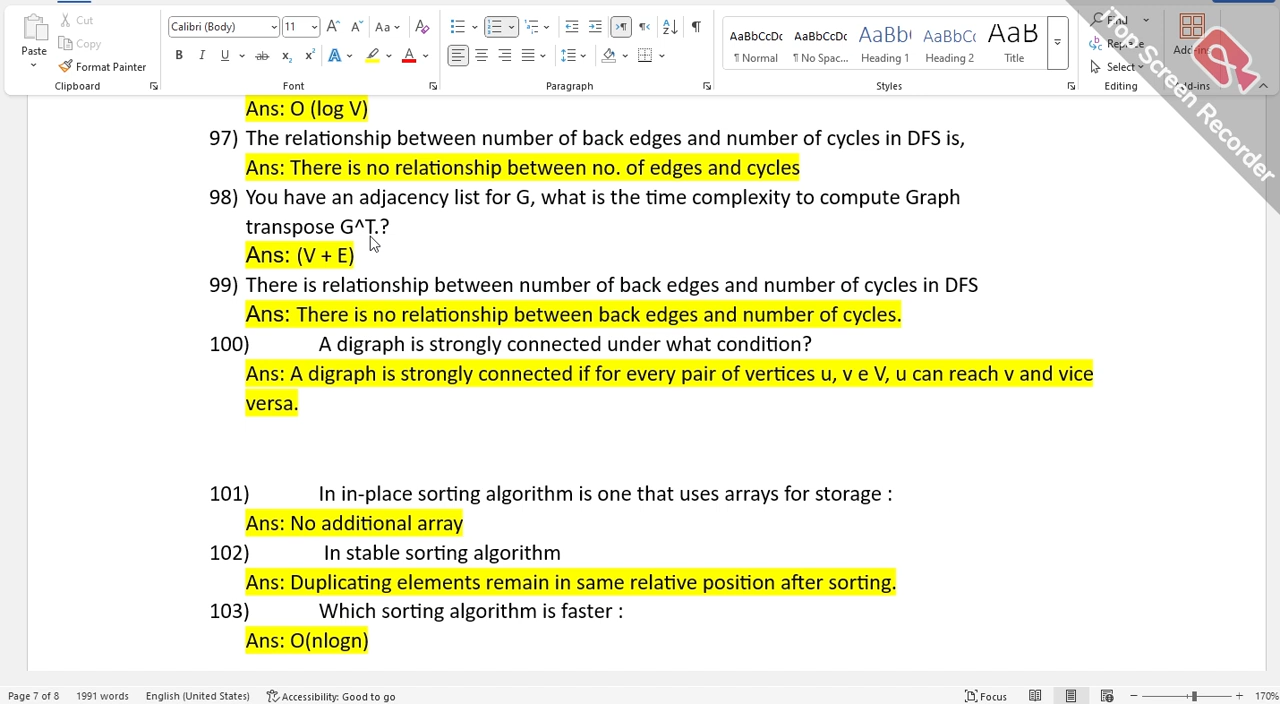 Cut
Copy
Paste
Format Painter
Clipboard
Calibri (Body)
11
Font
Paragraph
AaBbCcDc
¶ Normal
AaBbCcDc
¶ No Spac...
AaBb(
Heading 1
AaBbCc
Heading 2
AaB
Title
Styles
Find
Replace
Select
Editing
Add-ins
Add-ins
iTop Screen Recorder
Ans: O (log V)
97) The relationship between number of back edges and number of cycles in DFS is,
Ans: There is no relationship between no. of edges and cycles
98) You have an adjacency list for G, what is the time complexity to compute Graph
transpose G^T.?
Ans: (V + E)
99) There is relationship between number of back edges and number of cycles in DFS
Ans: There is no relationship between back edges and number of cycles.
100) A digraph is strongly connected under what condition?
Ans: A digraph is strongly connected if for every pair of vertices u, v e V, u can reach v and vice
versa.
101) In in-place sorting algorithm is one that uses arrays for storage :
Ans: No additional array
102) In stable sorting algorithm
Ans: Duplicating elements remain in same relative position after sorting.
103) Which sorting algorithm is faster :
Ans: O(nlogn)
Page 7 of 8 1991 words English (United States) Accessibility: Good to go Focus 170%